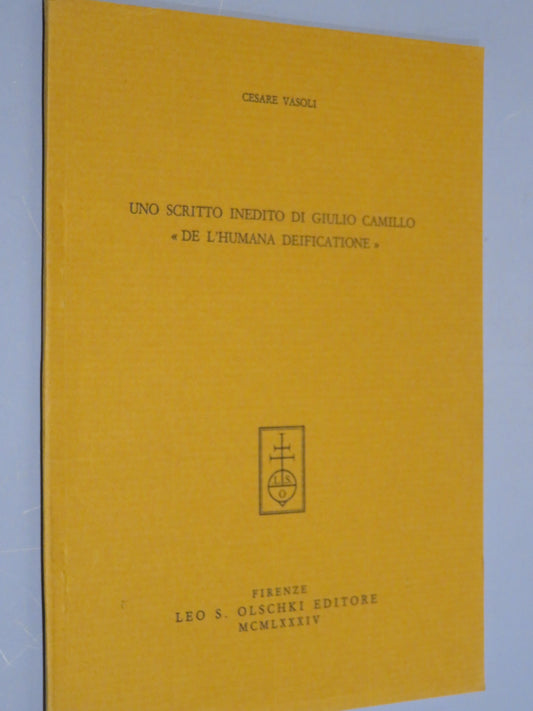 CESARE VASOLI
UNO SCRITTO INEDITO DI GIULIO CAMILLO
« DE L'HUMANA DEIFICATIONE »
L S.
O
FIRENZE
LEO S. OLSCHKI EDITORE
MCMLXXXIV